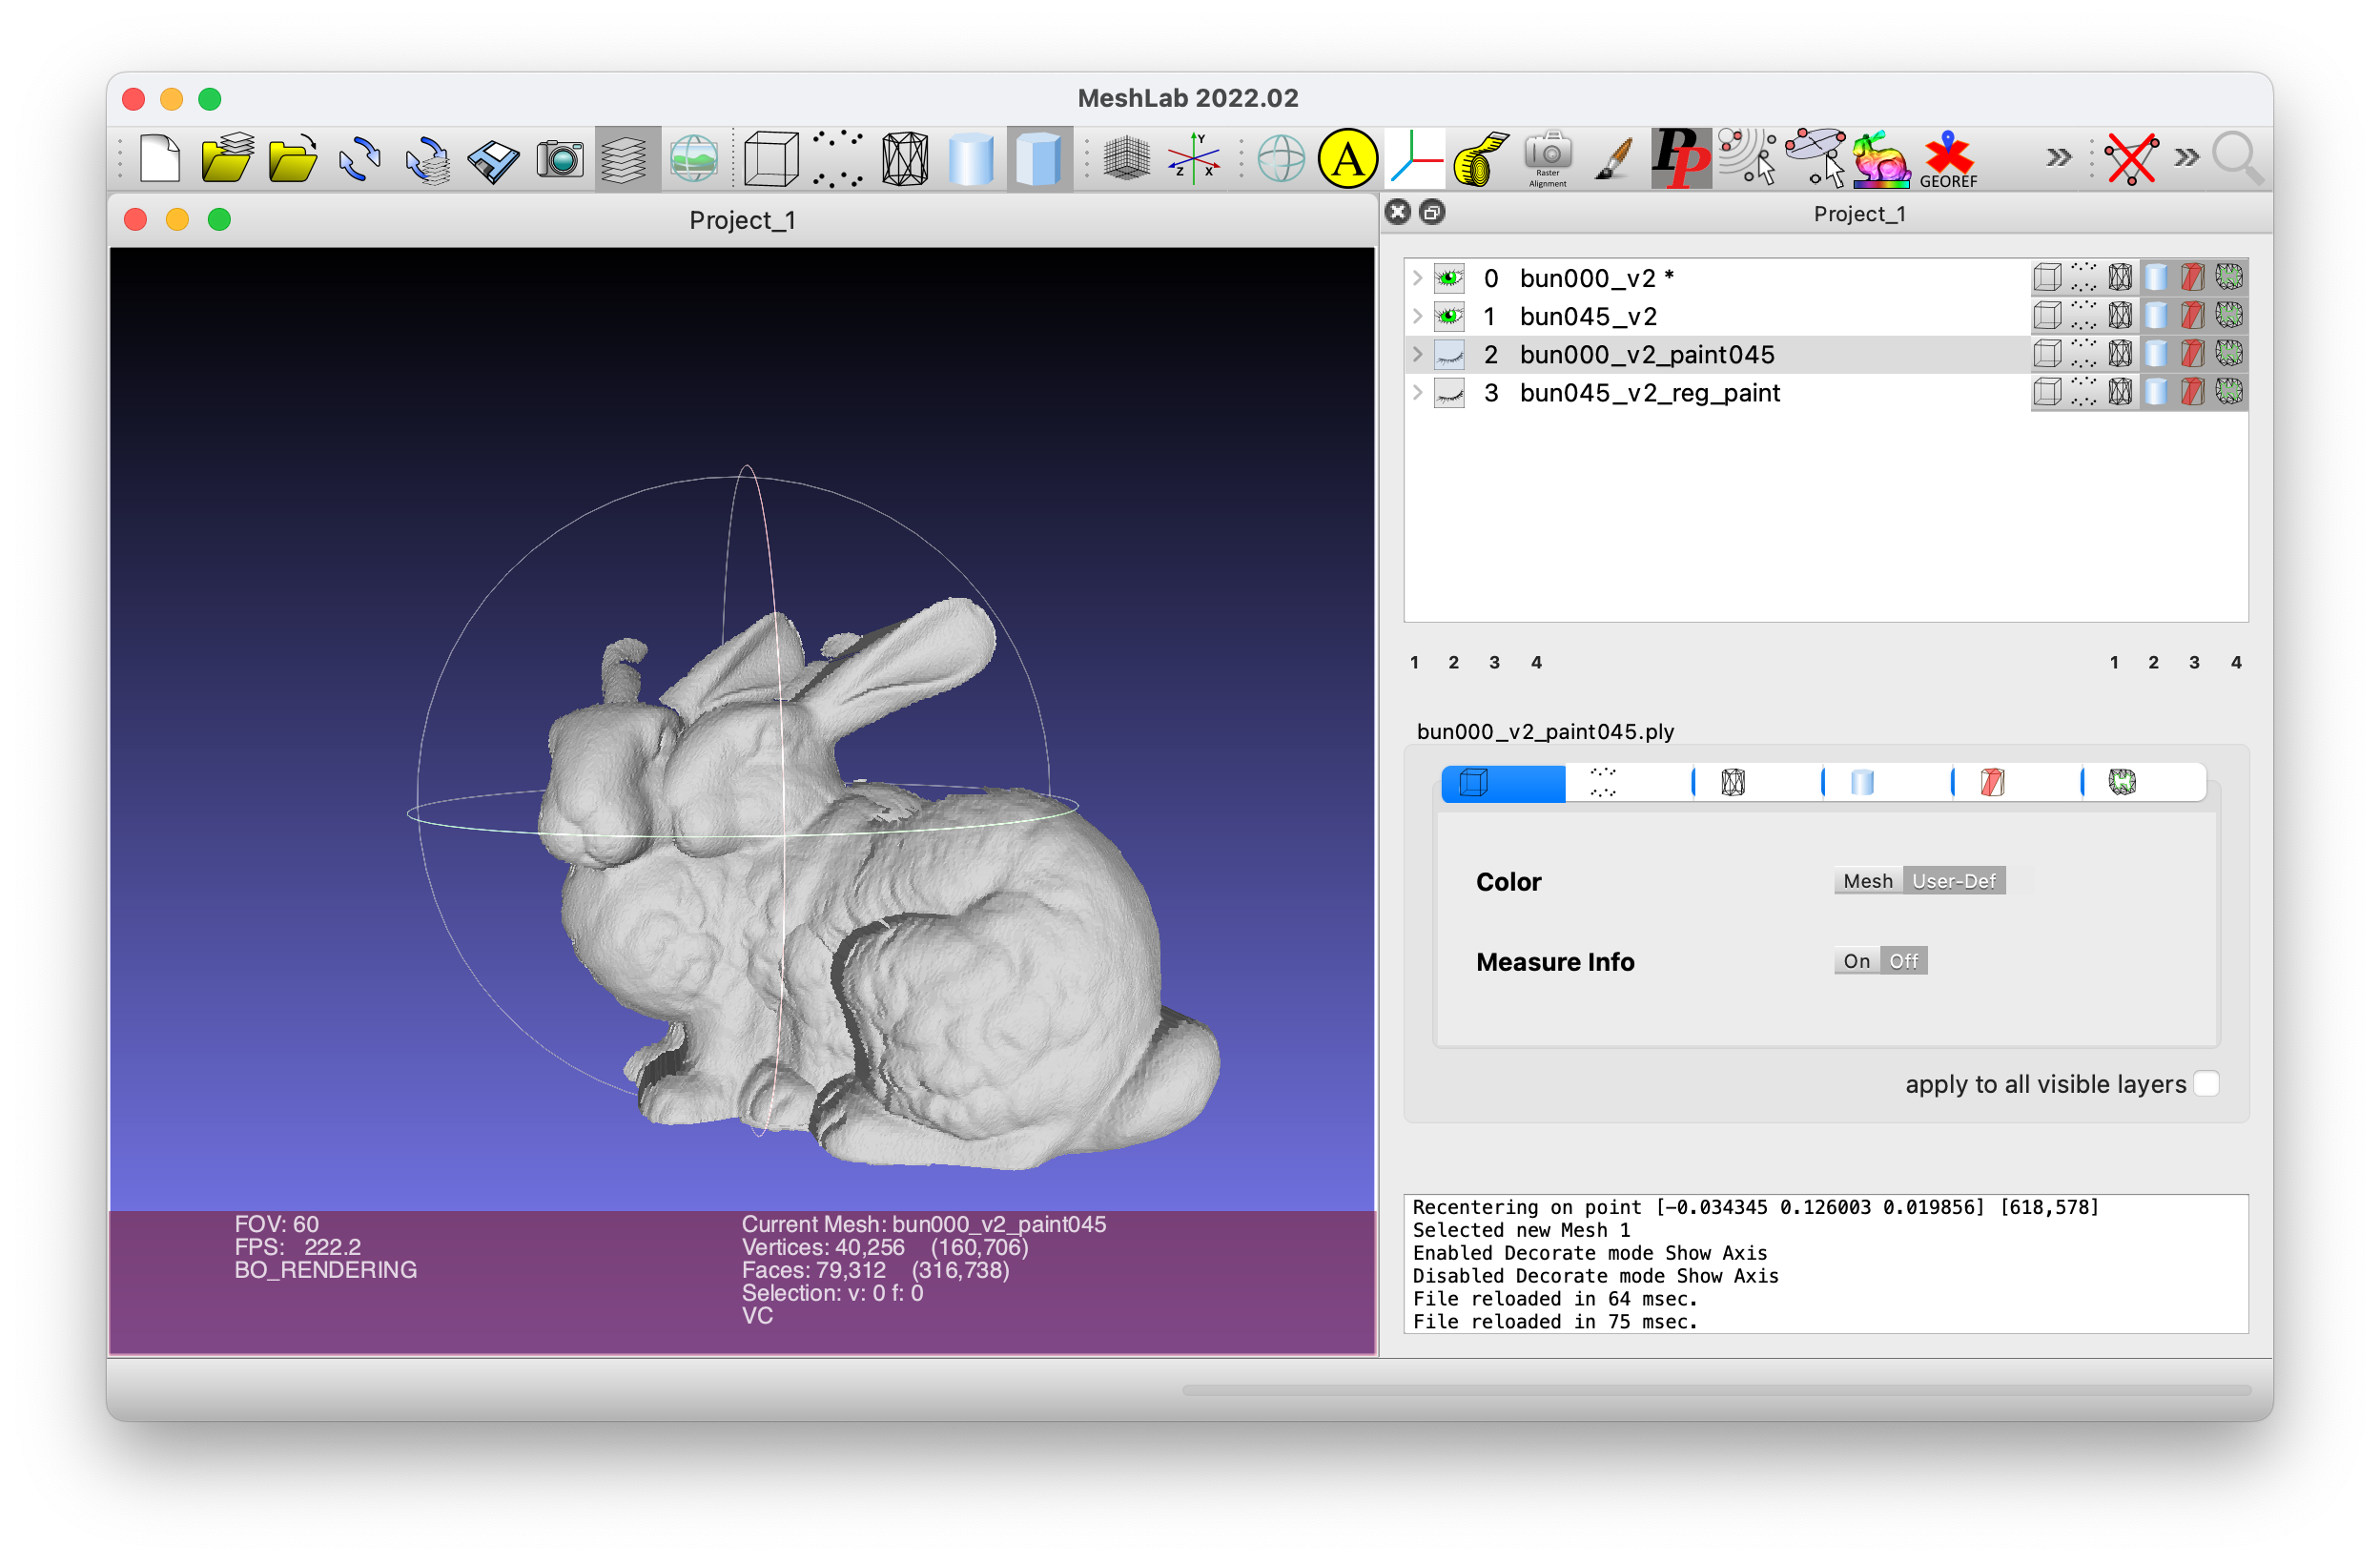 MeshLab 2022.02
A
Y
Z
X
Raster
Alignment
PP
GEOREF
Project_1
Project_1
0 bun000_v2 *
1 bun045_v2
2 bun000_v2_paint045
3 bun045_v2_reg_paint
1 2 3 4 1 2 3 4
bun000_v2_paint045.ply
Color Mesh User-Def
Measure Info On Off
apply to all visible layers
FOV: 60
FPS: 222.2
BO_RENDERING
Current Mesh: bun000_v2_paint045
Vertices: 40,256 (160,706)
Faces: 79,312 (316,738)
Selection: v: 0 f: 0
VC
Recentering on point [-0.034345 0.126003 0.019856] [618,578]
Selected new Mesh 1
Enabled Decorate mode Show Axis
Disabled Decorate mode Show Axis
File reloaded in 64 msec.
File reloaded in 75 msec.